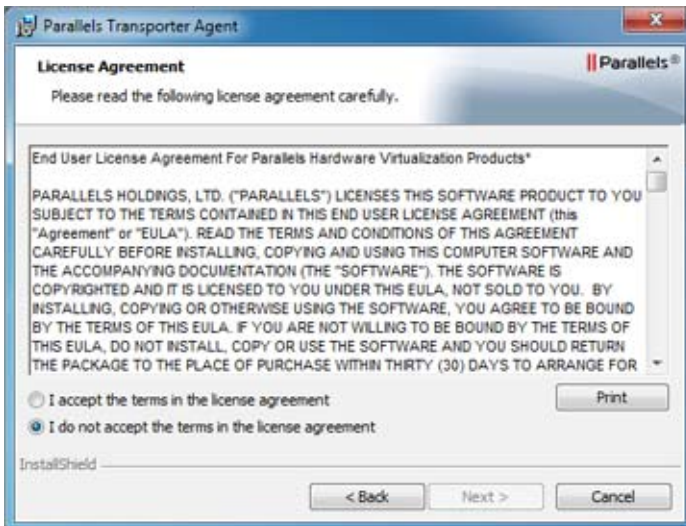 Parallels Transporter Agent
License Agreement
Please read the following license agreement carefully.
Parallels®
End User License Agreement For Parallels Hardware Virtualization Products*
PARALLELS HOLDINGS, LTD. ("PARALLELS") LICENSES THIS SOFTWARE PRODUCT TO YOU
SUBJECT TO THE TERMS CONTAINED IN THIS END USER LICENSE AGREEMENT (this
"Agreement" or "EULA"). READ THE TERMS AND CONDITIONS OF THIS AGREEMENT
CAREFULLY BEFORE INSTALLING, COPYING AND USING THIS COMPUTER SOFTWARE AND
THE ACCOMPANYING DOCUMENTATION (THE "SOFTWARE"). THE SOFTWARE IS
COPYRIGHTED AND IT IS LICENSED TO YOU UNDER THIS EULA, NOT SOLD TO YOU. BY
INSTALLING, COPYING OR OTHERWISE USING THE SOFTWARE, YOU AGREE TO BE BOUND
BY THE TERMS OF THIS EULA. IF YOU ARE NOT WILLING TO BE BOUND BY THE TERMS OF
THIS EULA, DO NOT INSTALL, COPY OR USE THE SOFTWARE AND YOU SHOULD RETURN
THE PACKAGE TO THE PLACE OF PURCHASE WITHIN THIRTY (30) DAYS TO ARRANGE FOR
I accept the terms in the license agreement
Print
I do not accept the terms in the license agreement
InstallShield
< Back
Next >
Cancel